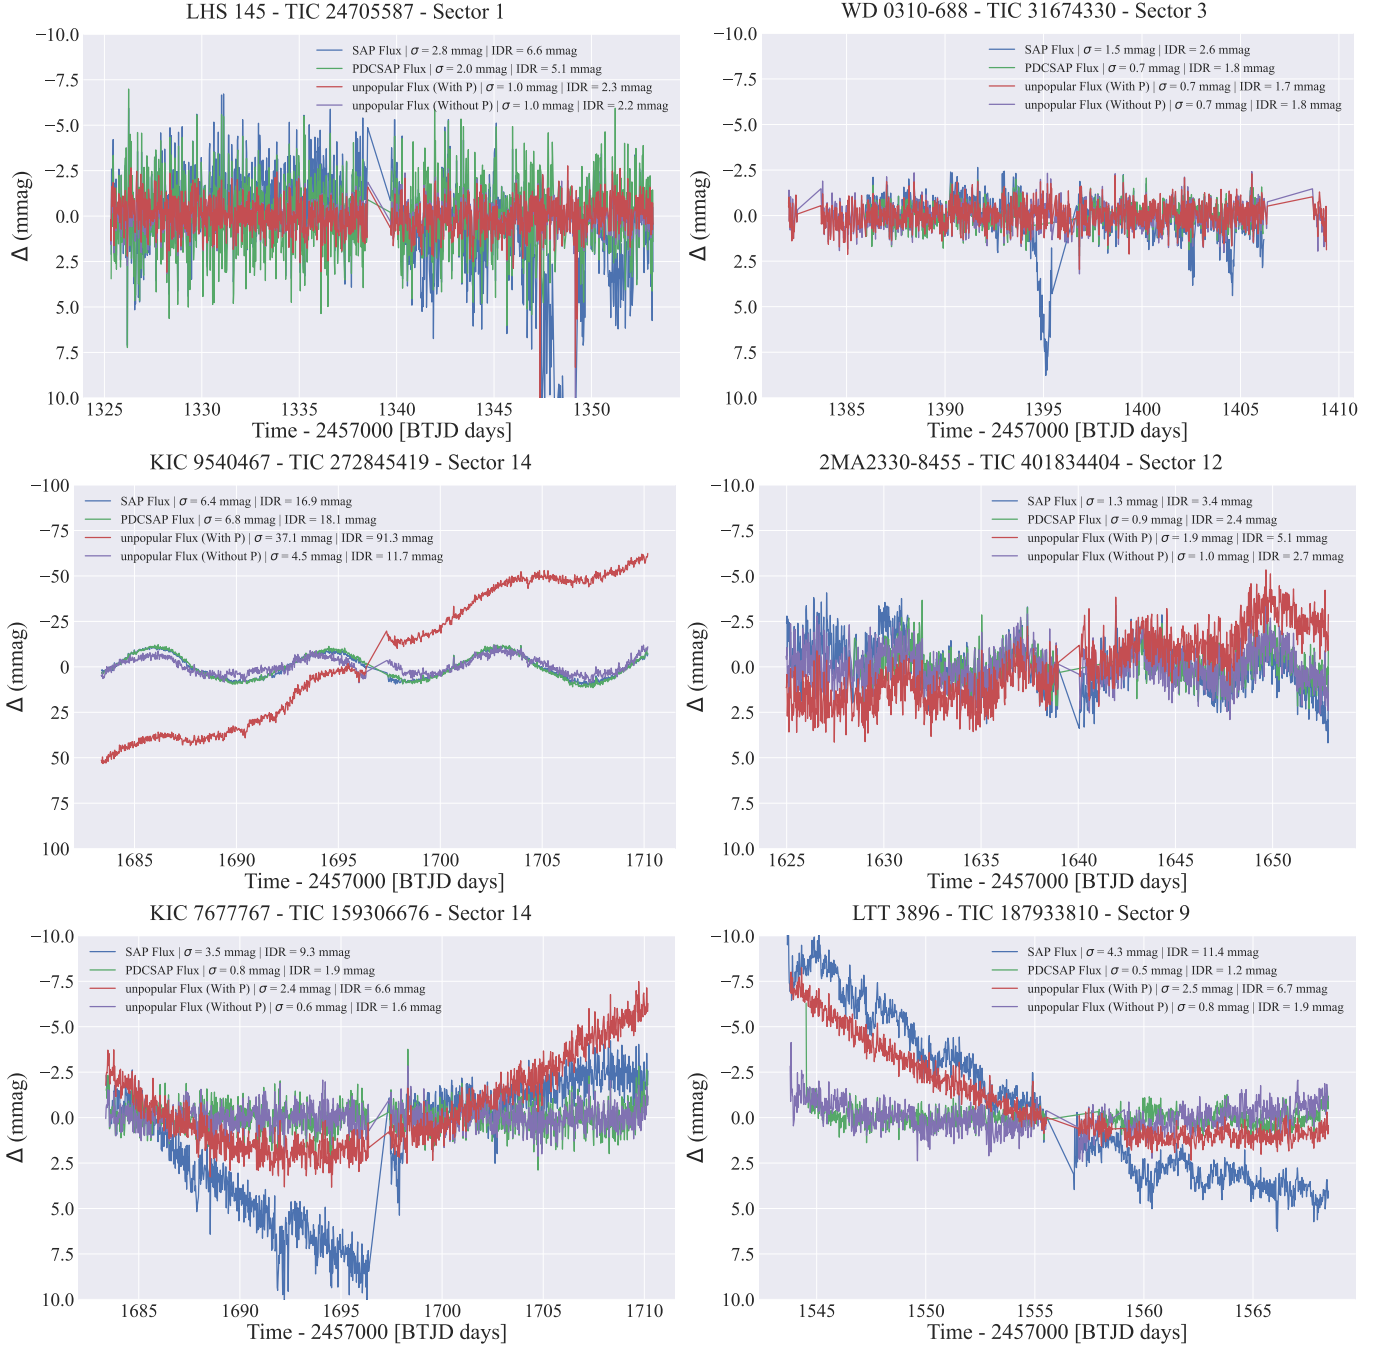 LHS 145 - TIC 24705587 - Sector 1
SAP Flux | σ = 2.8 mmag | IDR = 6.6 mmag
PDCSAP Flux | σ = 2.0 mmag | IDR = 5.1 mmag
unpopular Flux (With P) | σ = 1.0 mmag | IDR = 2.3 mmag
unpopular Flux (Without P) | σ = 1.0 mmag | IDR = 2.2 mmag
Δ (mmag)
−10.0
−7.5
−5.0
−2.5
0.0
2.5
5.0
7.5
10.0
1325 1330 1335 1340 1345 1350
Time - 2457000 [BTJD days]
WD 0310-688 - TIC 31674330 - Sector 3
SAP Flux | σ = 1.5 mmag | IDR = 2.6 mmag
PDCSAP Flux | σ = 0.7 mmag | IDR = 1.8 mmag
unpopular Flux (With P) | σ = 0.7 mmag | IDR = 1.7 mmag
unpopular Flux (Without P) | σ = 0.7 mmag | IDR = 1.8 mmag
Δ (mmag)
−10.0
−7.5
−5.0
−2.5
0.0
2.5
5.0
7.5
10.0
1385 1390 1395 1400 1405 1410
Time - 2457000 [BTJD days]
KIC 9540467 - TIC 272845419 - Sector 14
SAP Flux | σ = 6.4 mmag | IDR = 16.9 mmag
PDCSAP Flux | σ = 6.8 mmag | IDR = 18.1 mmag
unpopular Flux (With P) | σ = 37.1 mmag | IDR = 91.3 mmag
unpopular Flux (Without P) | σ = 4.5 mmag | IDR = 11.7 mmag
Δ (mmag)
−100
−75
−50
−25
0
25
50
75
100
1685 1690 1695 1700 1705 1710
Time - 2457000 [BTJD days]
2MA2330-8455 - TIC 401834404 - Sector 12
SAP Flux | σ = 1.3 mmag | IDR = 3.4 mmag
PDCSAP Flux | σ = 0.9 mmag | IDR = 2.4 mmag
unpopular Flux (With P) | σ = 1.9 mmag | IDR = 5.1 mmag
unpopular Flux (Without P) | σ = 1.0 mmag | IDR = 2.7 mmag
Δ (mmag)
−10.0
−7.5
−5.0
−2.5
0.0
2.5
5.0
7.5
10.0
1625 1630 1635 1640 1645 1650
Time - 2457000 [BTJD days]
KIC 7677767 - TIC 159306676 - Sector 14
SAP Flux | σ = 3.5 mmag | IDR = 9.3 mmag
PDCSAP Flux | σ = 0.8 mmag | IDR = 1.9 mmag
unpopular Flux (With P) | σ = 2.4 mmag | IDR = 6.6 mmag
unpopular Flux (Without P) | σ = 0.6 mmag | IDR = 1.6 mmag
Δ (mmag)
−10.0
−7.5
−5.0
−2.5
0.0
2.5
5.0
7.5
10.0
1685 1690 1695 1700 1705 1710
Time - 2457000 [BTJD days]
LTT 3896 - TIC 187933810 - Sector 9
SAP Flux | σ = 4.3 mmag | IDR = 11.4 mmag
PDCSAP Flux | σ = 0.5 mmag | IDR = 1.2 mmag
unpopular Flux (With P) | σ = 2.5 mmag | IDR = 6.7 mmag
unpopular Flux (Without P) | σ = 0.8 mmag | IDR = 1.9 mmag
Δ (mmag)
−10.0
−7.5
−5.0
−2.5
0.0
2.5
5.0
7.5
10.0
1545 1550 1555 1560 1565
Time - 2457000 [BTJD days]